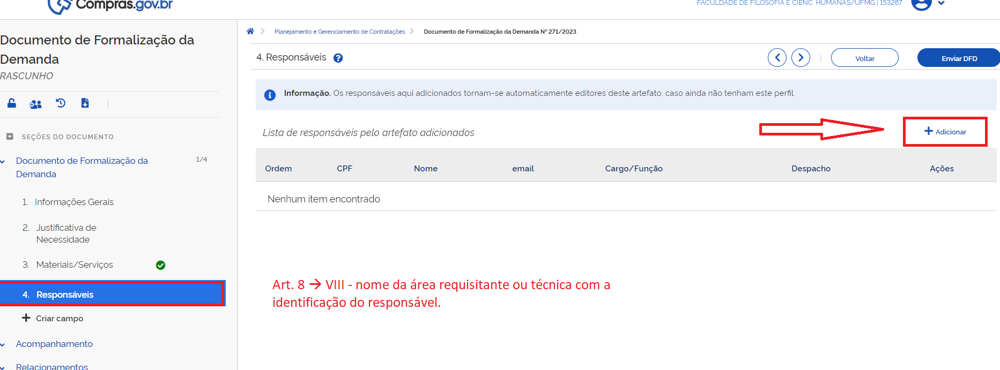 Compras.gov.br
FACULDADE DE FILOSOFIA E CIENC. HUMANAS/UFMG | 153287
Documento de Formalização da
Demanda
RASCUNHO
SEÇÕES DO DOCUMENTO
Documento de Formalização da
Demanda
1/4
1. Informações Gerais
2. Justificativa de
Necessidade
3. Materiais/Serviços
4. Responsáveis
Criar campo
Acompanhamento
Relacionamentos
Planejamento e Gerenciamento de Contratações
Documento de Formalização da Demanda Nº 271/2023
4. Responsáveis
Voltar
Enviar DFD
Informação. Os responsáveis aqui adicionados tornam-se automaticamente editores deste artefato, caso ainda não tenham este perfil.
Lista de responsáveis pelo artefato adicionados
Adicionar
Ordem CPF Nome email Cargo/Função Despacho Ações
Nenhum item encontrado
Art. 8 → VIII - nome da área requisitante ou técnica com a
identificação do responsável.